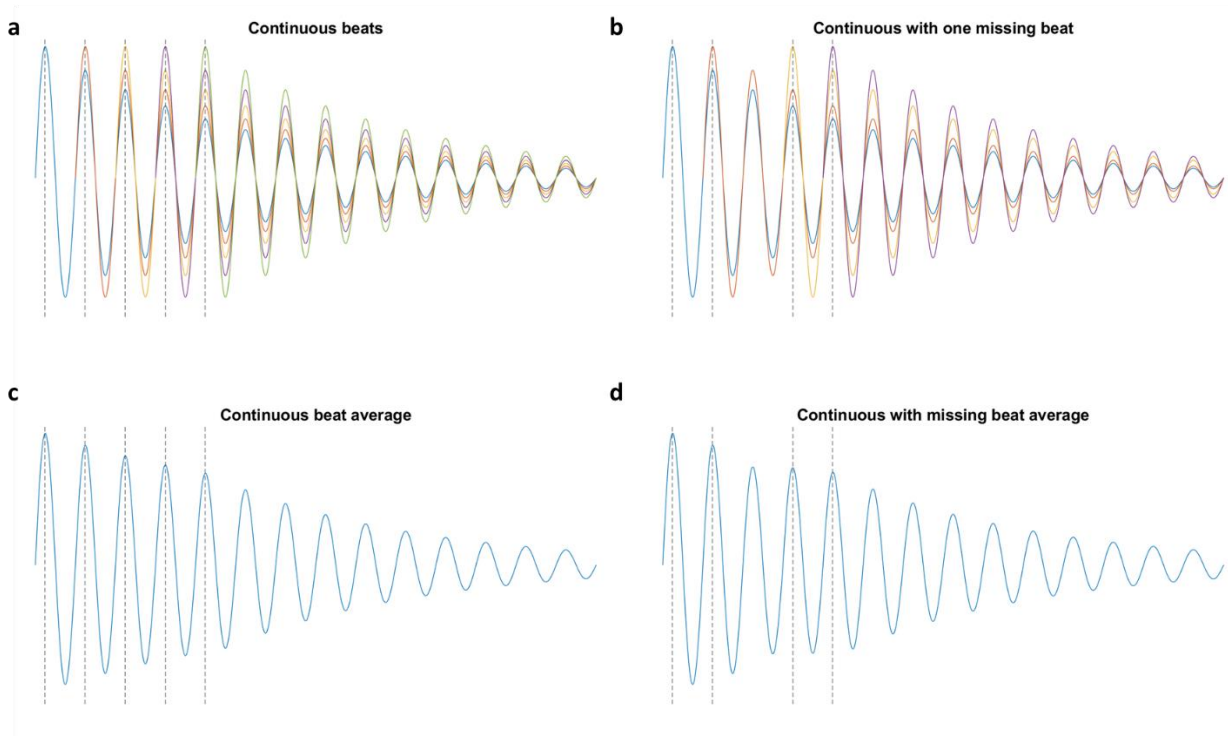 a
Continuous beats
b
Continuous with one missing beat
c
Continuous beat average
d
Continuous with missing beat average